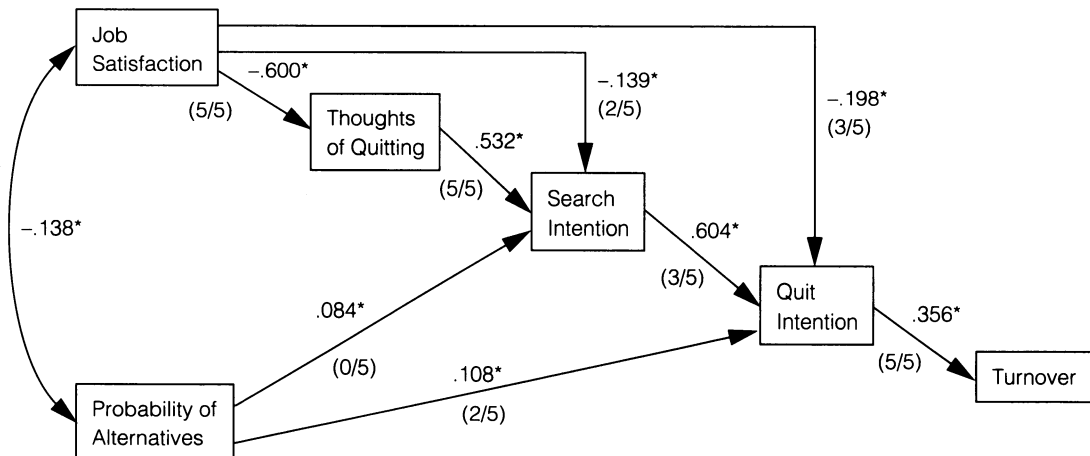 Job
Satisfaction
–.600*
(5/5)
–.139*
(2/5)
–.198*
(3/5)
Thoughts
of Quitting
.532*
(5/5)
Search
Intention
–.138*
.604*
(3/5)
.084*
(0/5)
Quit
Intention
.356*
(5/5)
.108*
(2/5)
Turnover
Probability of
Alternatives